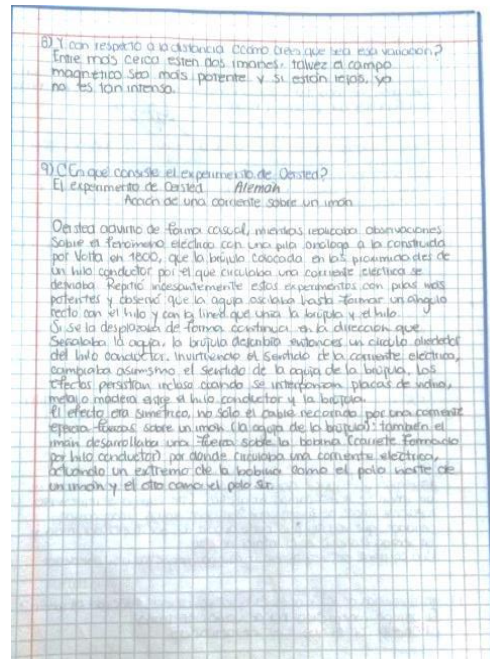 8) Y con respecto a la distancia ¿Cómo crees que sea esa variación?
Entre más cerca esten dos imanes, talvez el campo
magnético sea más potente y si están lejos, ya
no es tan intenso.
9) ¿En qué consiste el experimento de Oersted?
El experimento de Oersted Alemán
Acción de una corriente sobre un imán
Oersted advirtio de forma casual, mientras replicaba observaciones
Sobre el fenómeno eléctrico con una pila análoga a la construida
por Volta en 1800, que la brújula colocada en las proximidades de
un hilo conductor por el que circulaba una corriente eléctrica se
desviaba Repitió incesantemente estos experimentos con pilas más
potentes y observó que la aguja oscilaba hasta formar un ángulo
recto con el hilo y con la línea que unía la brújula y el hilo.
Si se la desplazaba de forma continua en la dirección que
Señalaba la aguja, la brújula describía entonces un círculo alrededor
del hilo conductor. Invirtiendo el Sentido de la corriente eléctrica,
cambiaba asimismo el Sentido de la aguja de la brújula, los
efectos persistían incluso cuando se interponían placas de vidrio,
metal o madera entre el hilo conductor y la brújula.
El efecto era simétrico, no sólo el cable recorrido por una corriente
ejercía fuerzas sobre un imán (la aguja de la brújula): también el
imán desarrollaba una fuerza sobre la bobina (carrete formado
por hilo conductor) por donde circulaba una corriente eléctrica,
actuando un extremo de la bobina como el polo norte de
un imán y el otro como el polo Sur.